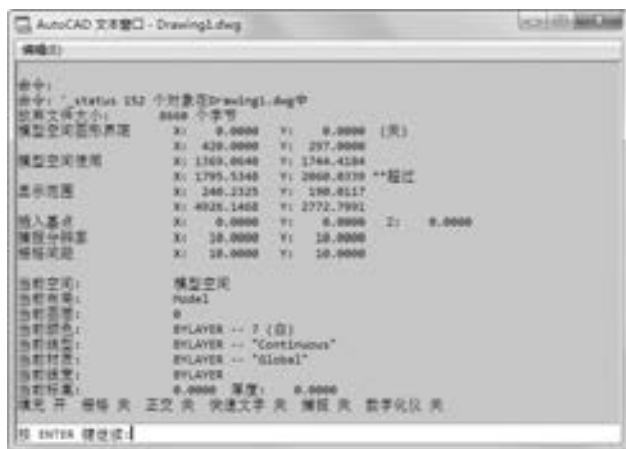 AutoCAD 文本窗口 - Drawing1.dwg
编辑(E)
命令:
命令: '_status 152 个对象在Drawing1.dwg中
放弃文件大小: 8660 个字节
模型空间图形界限 X: 0.0000 Y: 0.0000 (关)
X: 420.0000 Y: 297.0000
模型空间使用 X: 1369.0640 Y: 1744.4184
X: 1795.5340 Y: 2060.0339 **超过
显示范围 X: 240.2325 Y: 190.0117
X: 4926.1468 Y: 2772.7991
插入基点 X: 0.0000 Y: 0.0000 Z: 0.0000
捕捉分辨率 X: 10.0000 Y: 10.0000
栅格间距 X: 10.0000 Y: 10.0000
当前空间: 模型空间
当前布局: Model
当前图层: 0
当前颜色: BYLAYER -- 7 (白)
当前线型: BYLAYER -- "Continuous"
当前材质: BYLAYER -- "Global"
当前线宽: BYLAYER
当前标高: 0.0000 厚度: 0.0000
填充 开 栅格 关 正交 关 快速文字 关 捕捉 关 数字化仪 关
按 ENTER 键继续: